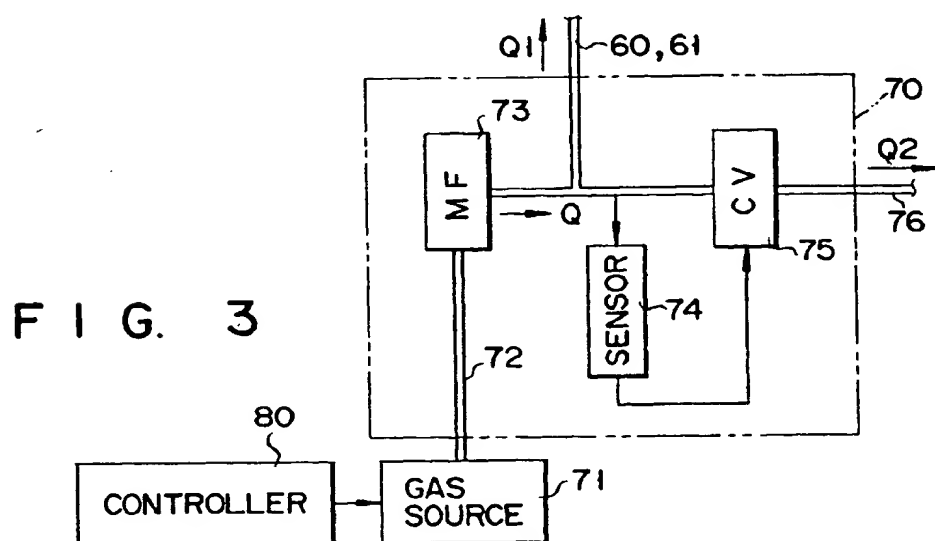 Q1
60,61
70
73
MF
Q
Q2
CV
76
75
SENSOR
74
FIG. 3
72
80
CONTROLLER
GAS
SOURCE
71